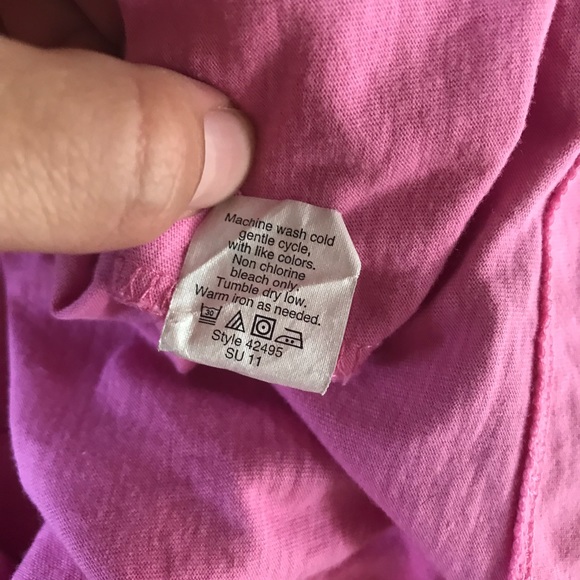 Machine wash cold
gentle cycle,
with like colors.
Non chlorine
bleach only.
Tumble dry low.
Warm iron as needed.
30
Style 42495
SU 11